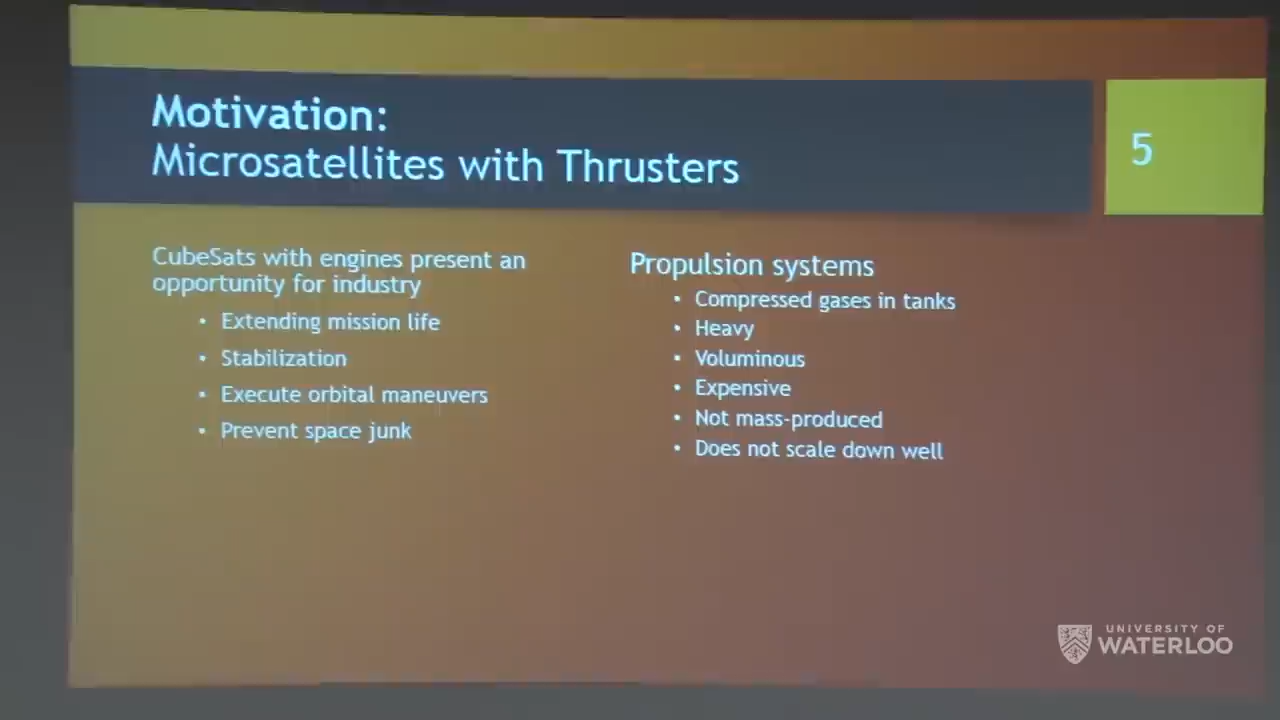 Motivation:
Microsatellites with Thrusters
5
CubeSats with engines present an
opportunity for industry
• Extending mission life
• Stabilization
• Execute orbital maneuvers
• Prevent space junk
Propulsion systems
• Compressed gases in tanks
• Heavy
• Voluminous
• Expensive
• Not mass-produced
• Does not scale down well
UNIVERSITY OF
WATERLOO